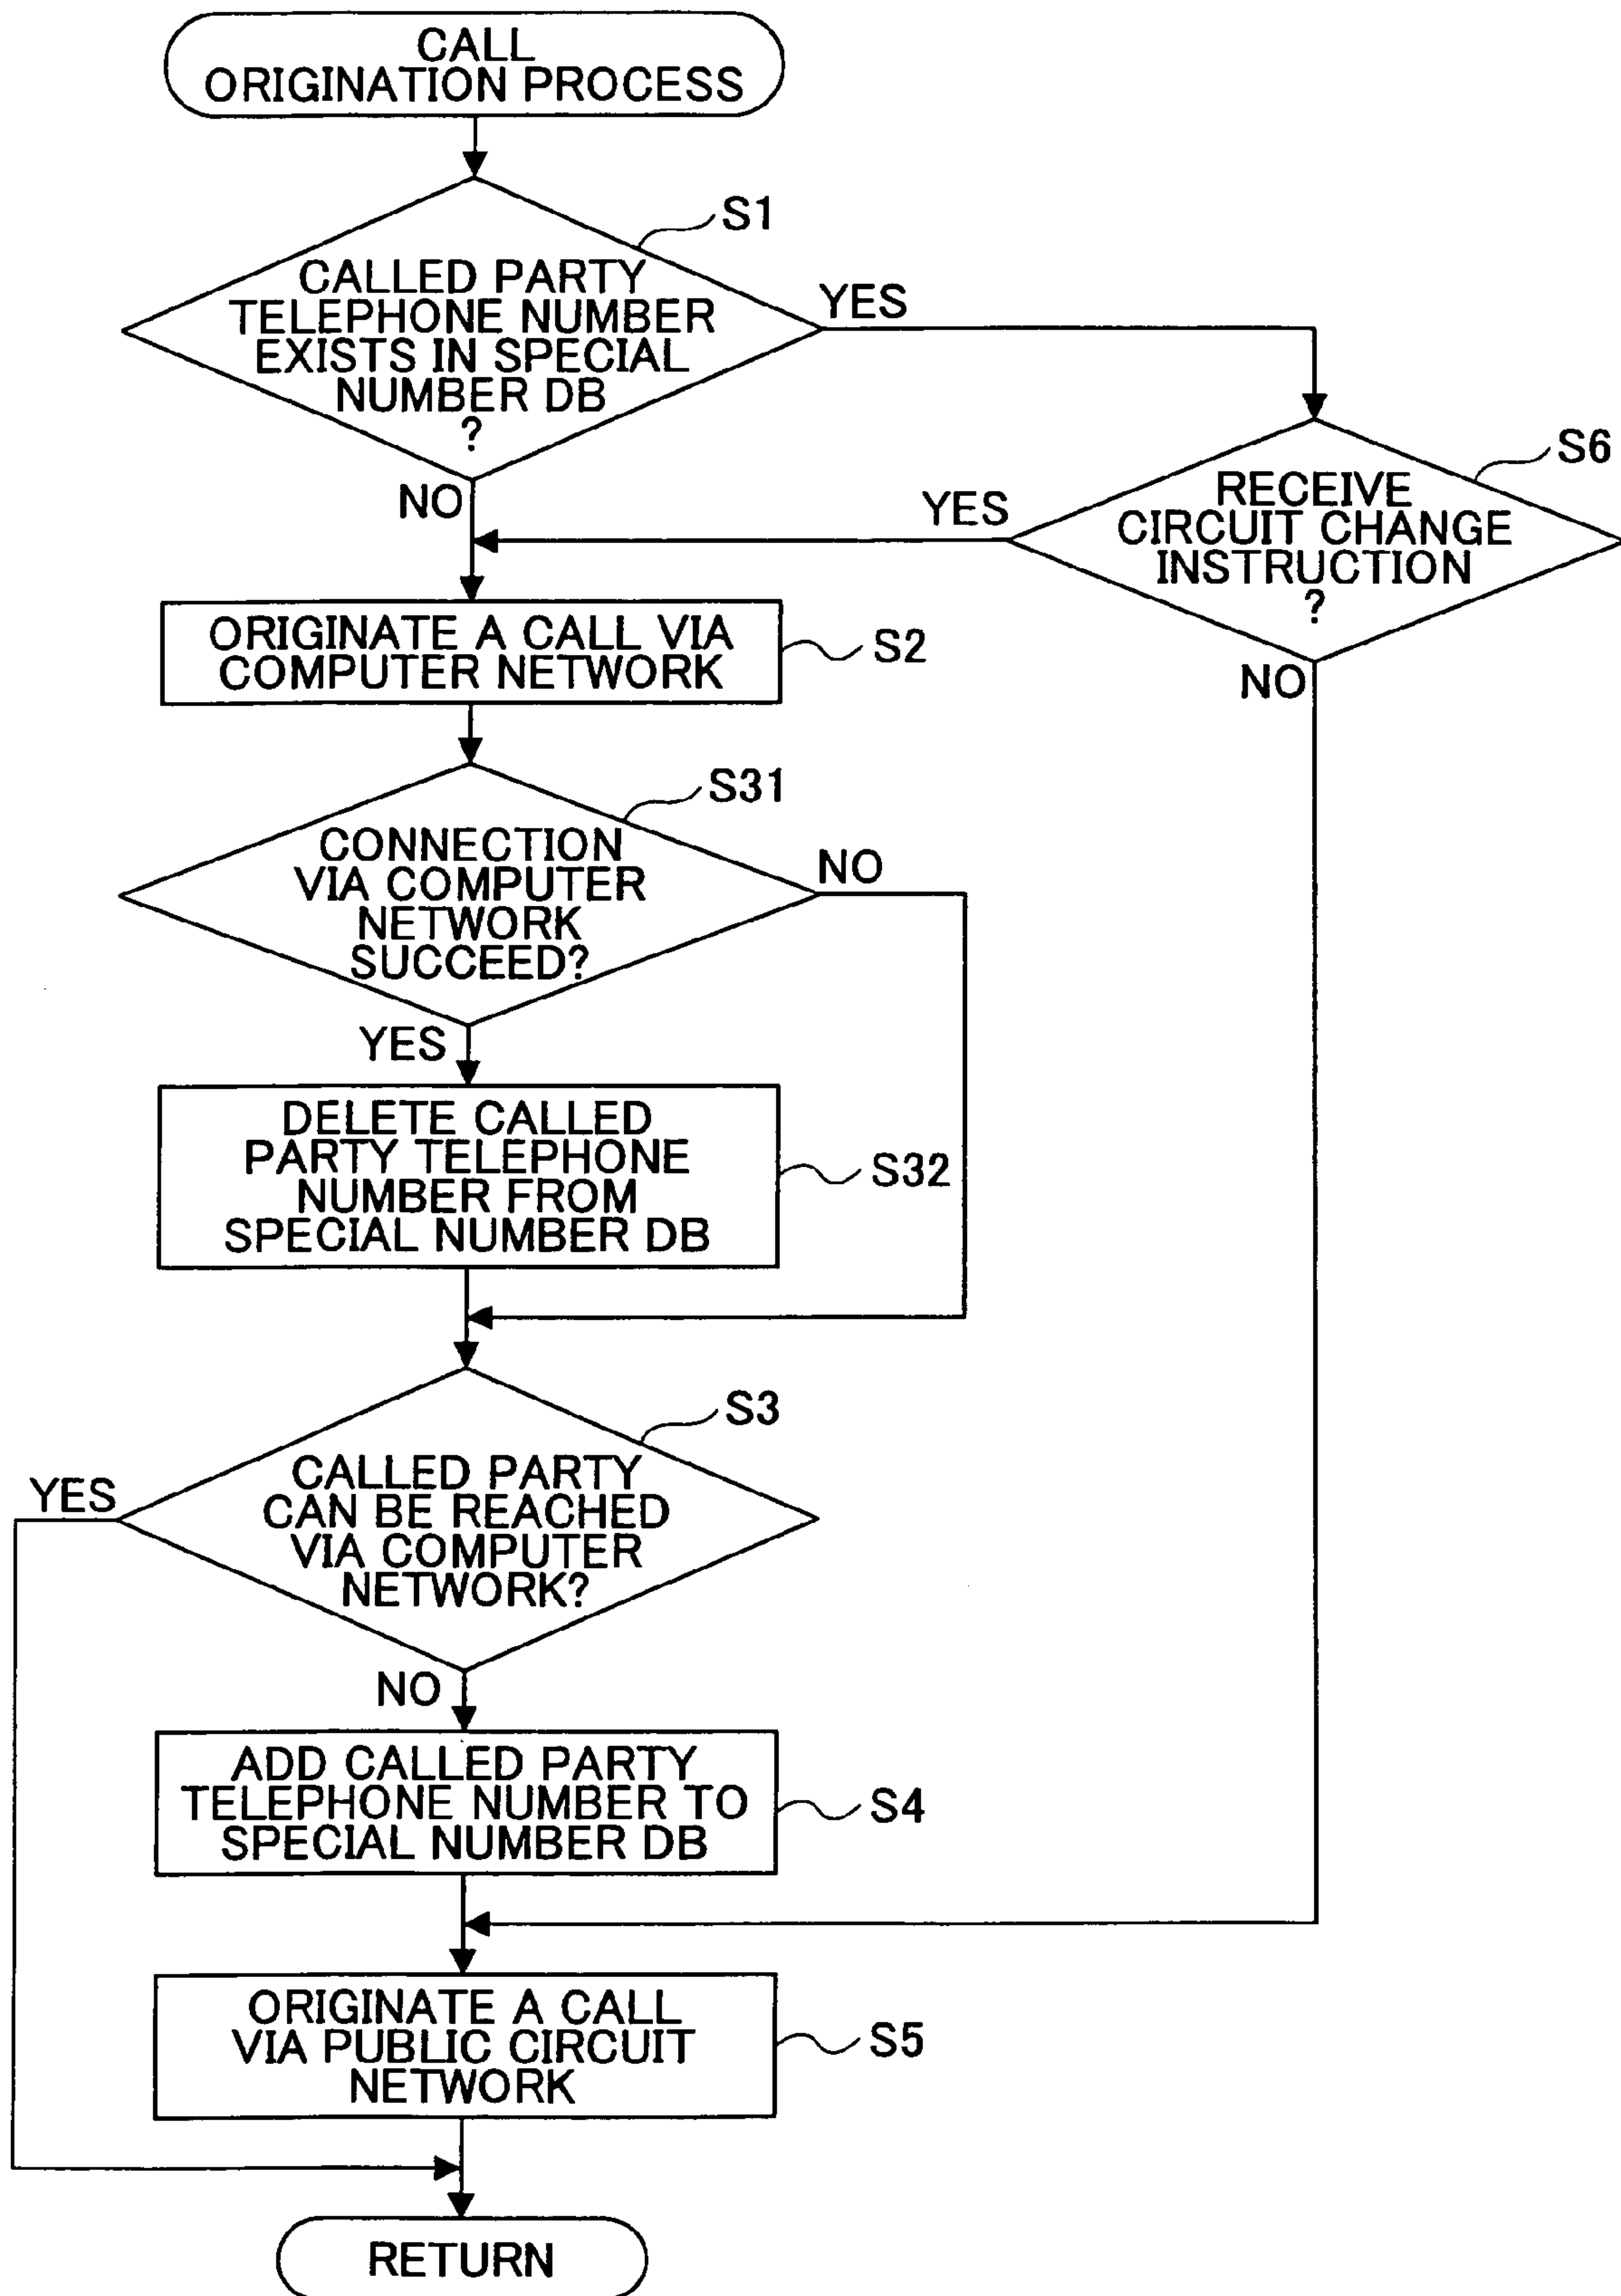 CALL
ORIGINATION PROCESS
S1
CALLED PARTY
TELEPHONE NUMBER
EXISTS IN SPECIAL
NUMBER DB
?
YES
NO
S6
RECEIVE
CIRCUIT CHANGE
INSTRUCTION
?
YES
NO
ORIGINATE A CALL VIA
COMPUTER NETWORK
S2
S31
CONNECTION
VIA COMPUTER
NETWORK
SUCCEED?
NO
YES
DELETE CALLED
PARTY TELEPHONE
NUMBER FROM
SPECIAL NUMBER DB
S32
S3
CALLED PARTY
CAN BE REACHED
VIA COMPUTER
NETWORK?
YES
NO
ADD CALLED PARTY
TELEPHONE NUMBER TO
SPECIAL NUMBER DB
S4
ORIGINATE A CALL
VIA PUBLIC CIRCUIT
NETWORK
S5
RETURN